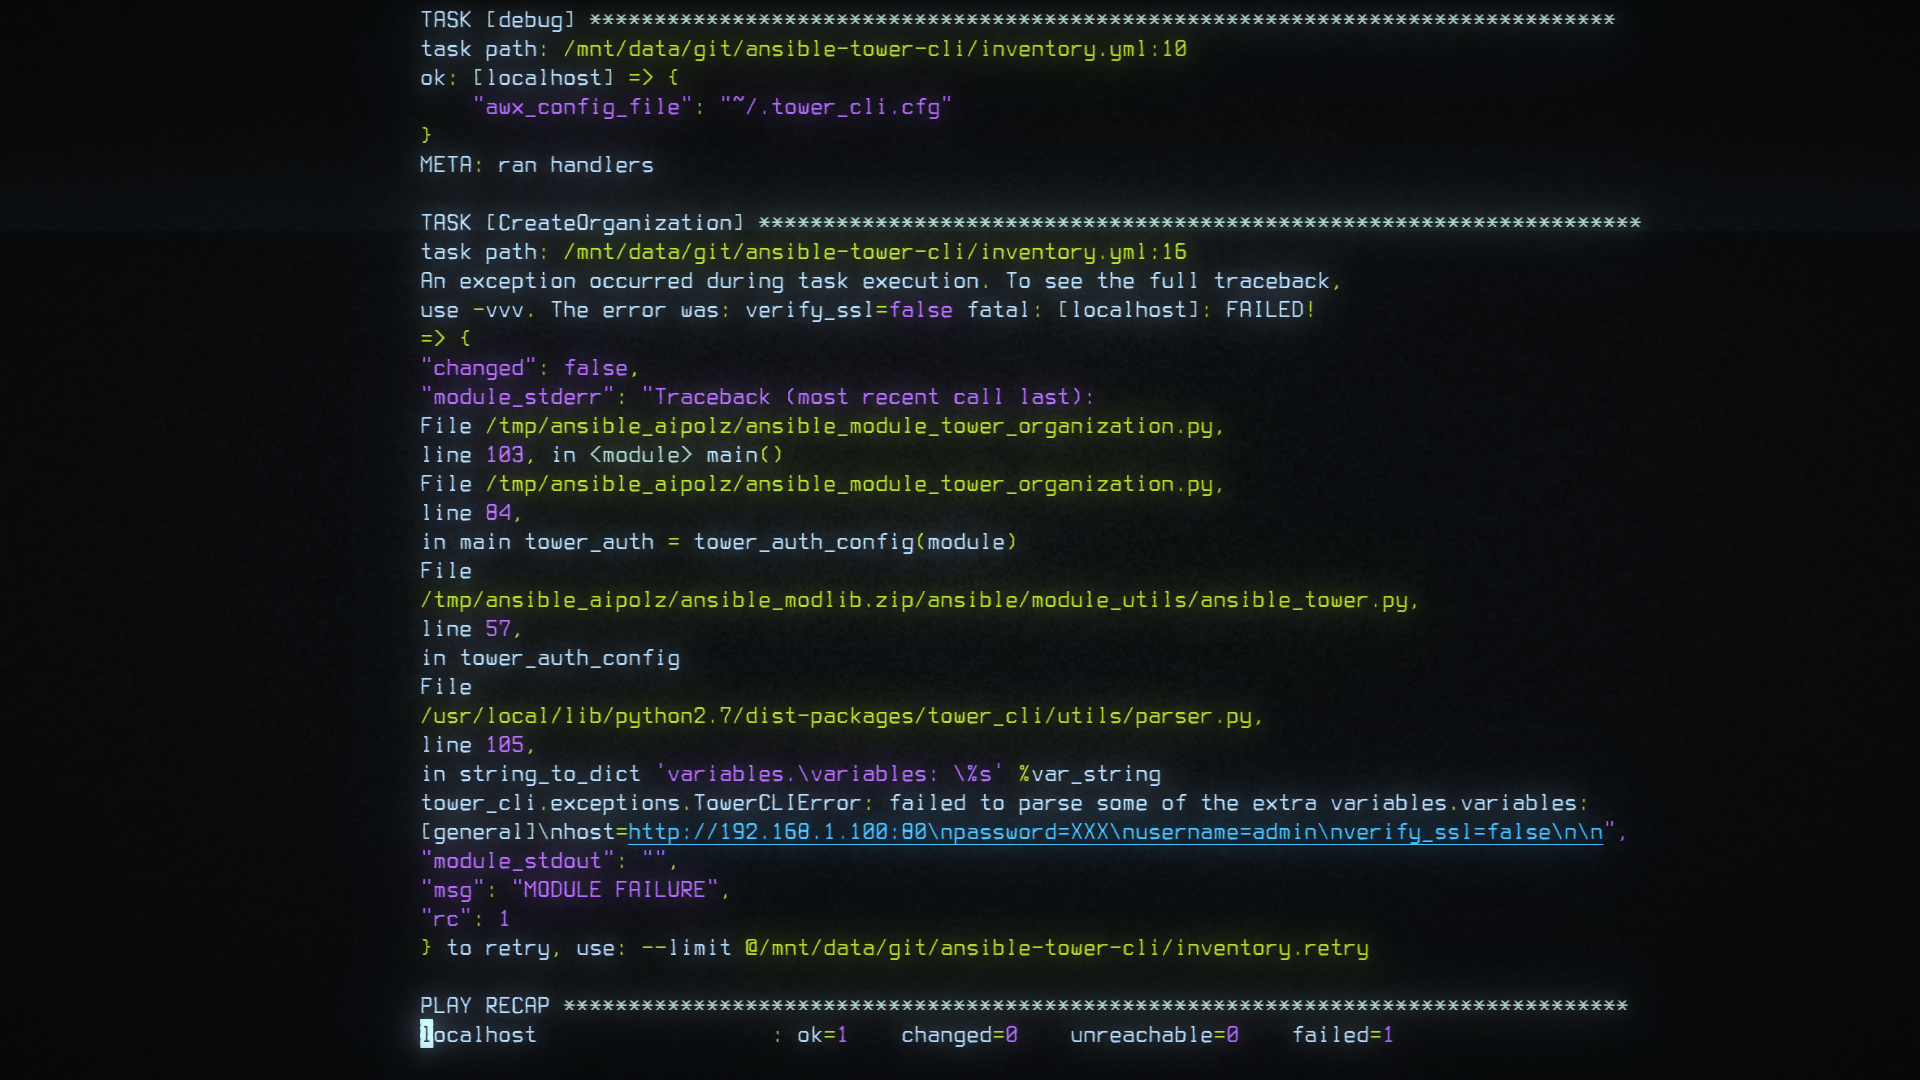 TASK [debug] *******************************************************************************
task path: /mnt/data/git/ansible-tower-cli/inventory.yml:10
ok: [localhost] => {
    "awx_config_file": "~/.tower_cli.cfg"
}
META: ran handlers

TASK [CreateOrganization] ********************************************************************
task path: /mnt/data/git/ansible-tower-cli/inventory.yml:16
An exception occurred during task execution. To see the full traceback,
use -vvv. The error was: verify_ssl=false fatal: [localhost]: FAILED!
=> {
"changed": false,
"module_stderr": "Traceback (most recent call last):
File /tmp/ansible_aipolz/ansible_module_tower_organization.py,
line 103, in <module> main()
File /tmp/ansible_aipolz/ansible_module_tower_organization.py,
line 84,
in main tower_auth = tower_auth_config(module)
File
/tmp/ansible_aipolz/ansible_modlib.zip/ansible/module_utils/ansible_tower.py,
line 57,
in tower_auth_config
File
/usr/local/lib/python2.7/dist-packages/tower_cli/utils/parser.py,
line 105,
in string_to_dict 'variables.\variables: \%s' %var_string
tower_cli.exceptions.TowerCLIError: failed to parse some of the extra variables.variables:
[general]\nhost=http://192.168.1.100:80\npassword=XXX\nusername=admin\nverify_ssl=false\n\n",
"module_stdout": "",
"msg": "MODULE FAILURE",
"rc": 1
} to retry, use: --limit @/mnt/data/git/ansible-tower-cli/inventory.retry

PLAY RECAP **********************************************************************************
localhost                  : ok=1    changed=0    unreachable=0    failed=1